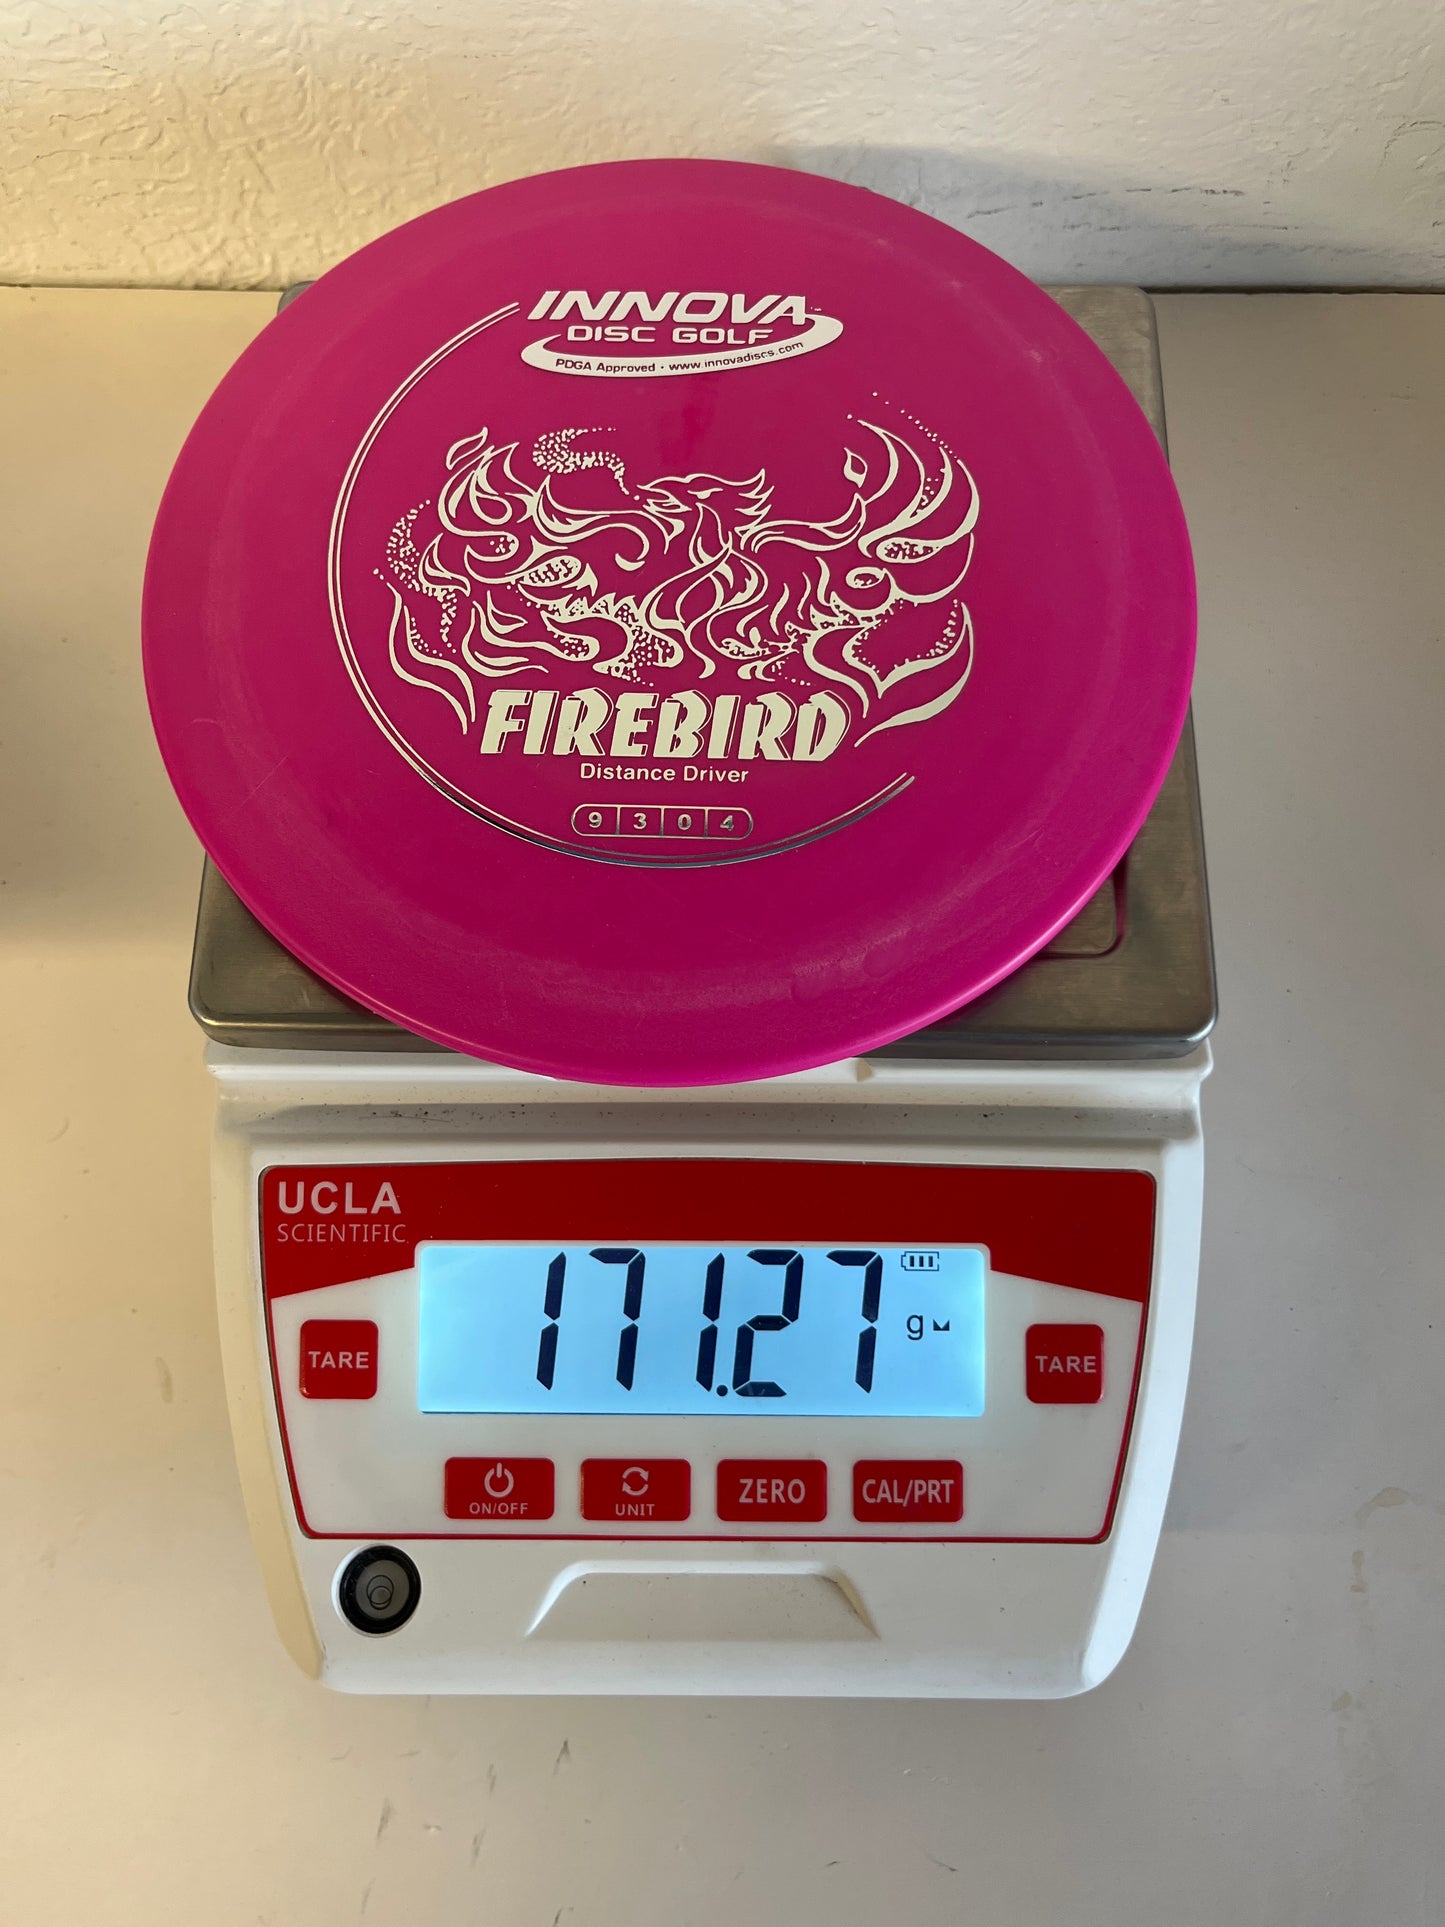 INNOVA™
DISC GOLF
PDGA Approved • www.innovadiscs.com
FIREBIRD
Distance Driver
9 3 0 4
UCLA
SCIENTIFIC
171.27 g
TARE
TARE
ON/OFF
UNIT
ZERO
CAL/PRT